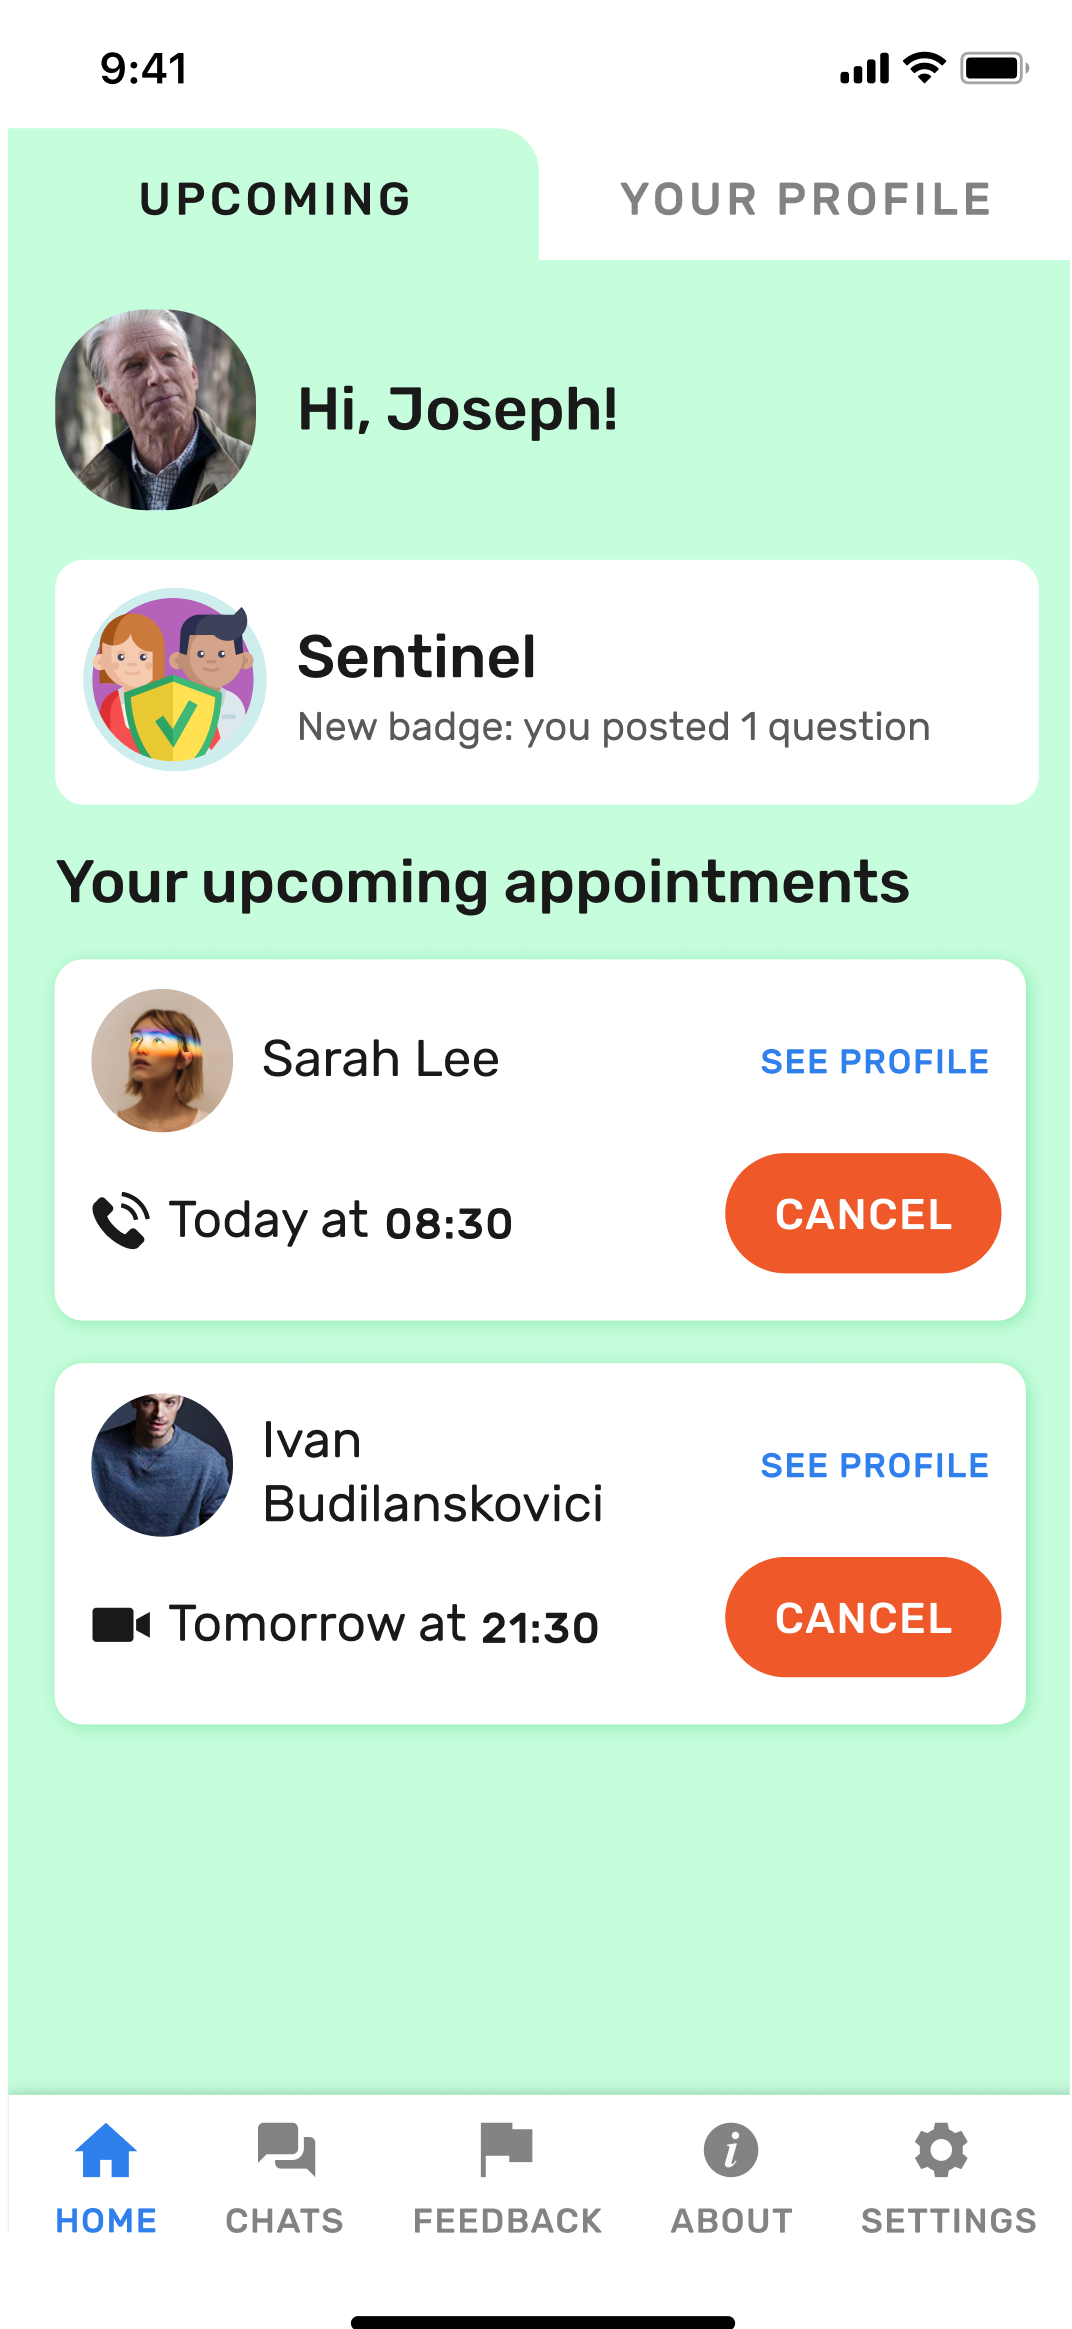 9:41
UPCOMING
YOUR PROFILE
Hi, Joseph!
Sentinel
New badge: you posted 1 question
Your upcoming appointments
Sarah Lee
SEE PROFILE
Today at 08:30
CANCEL
Ivan
Budilanskovici
SEE PROFILE
Tomorrow at 21:30
CANCEL
HOME
CHATS
FEEDBACK
ABOUT
SETTINGS